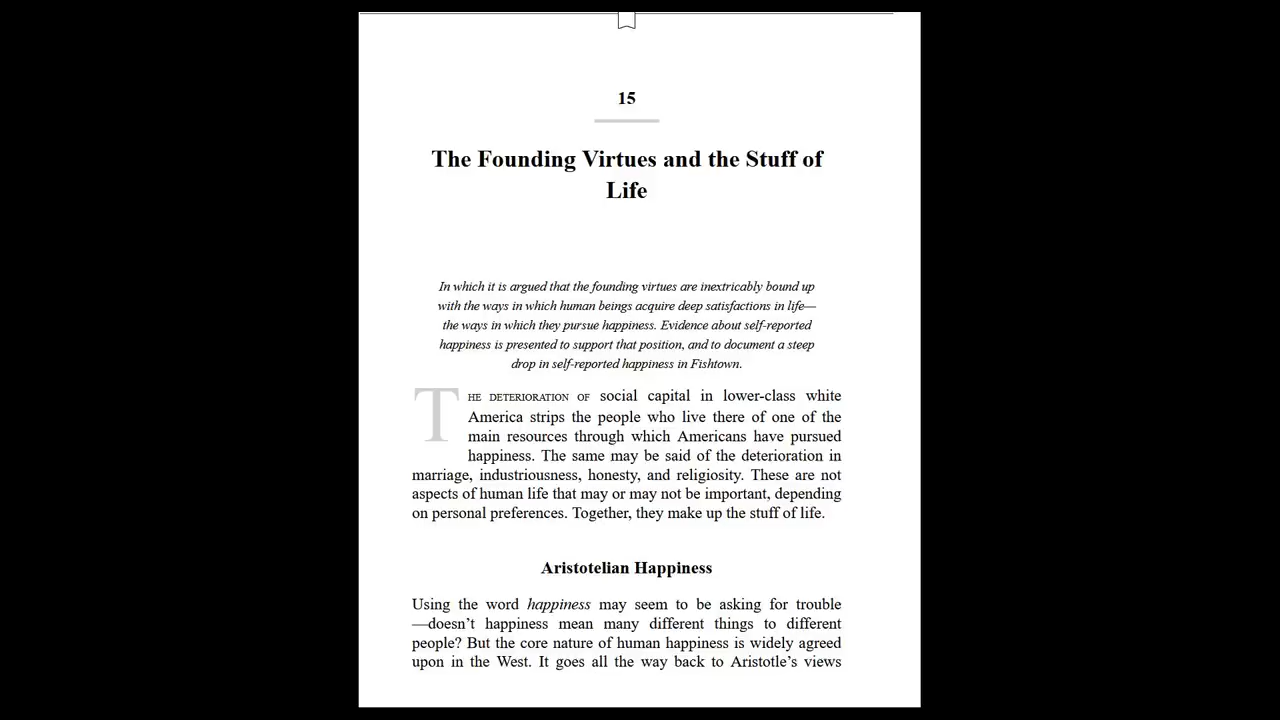 15
The Founding Virtues and the Stuff of
Life
In which it is argued that the founding virtues are inextricably bound up
with the ways in which human beings acquire deep satisfactions in life—
the ways in which they pursue happiness. Evidence about self-reported
happiness is presented to support that position, and to document a steep
drop in self-reported happiness in Fishtown.
THE DETERIORATION OF social capital in lower-class white
America strips the people who live there of one of the
main resources through which Americans have pursued
happiness. The same may be said of the deterioration in
marriage, industriousness, honesty, and religiosity. These are not
aspects of human life that may or may not be important, depending
on personal preferences. Together, they make up the stuff of life.
Aristotelian Happiness
Using the word happiness may seem to be asking for trouble
—doesn’t happiness mean many different things to different
people? But the core nature of human happiness is widely agreed
upon in the West. It goes all the way back to Aristotle’s views